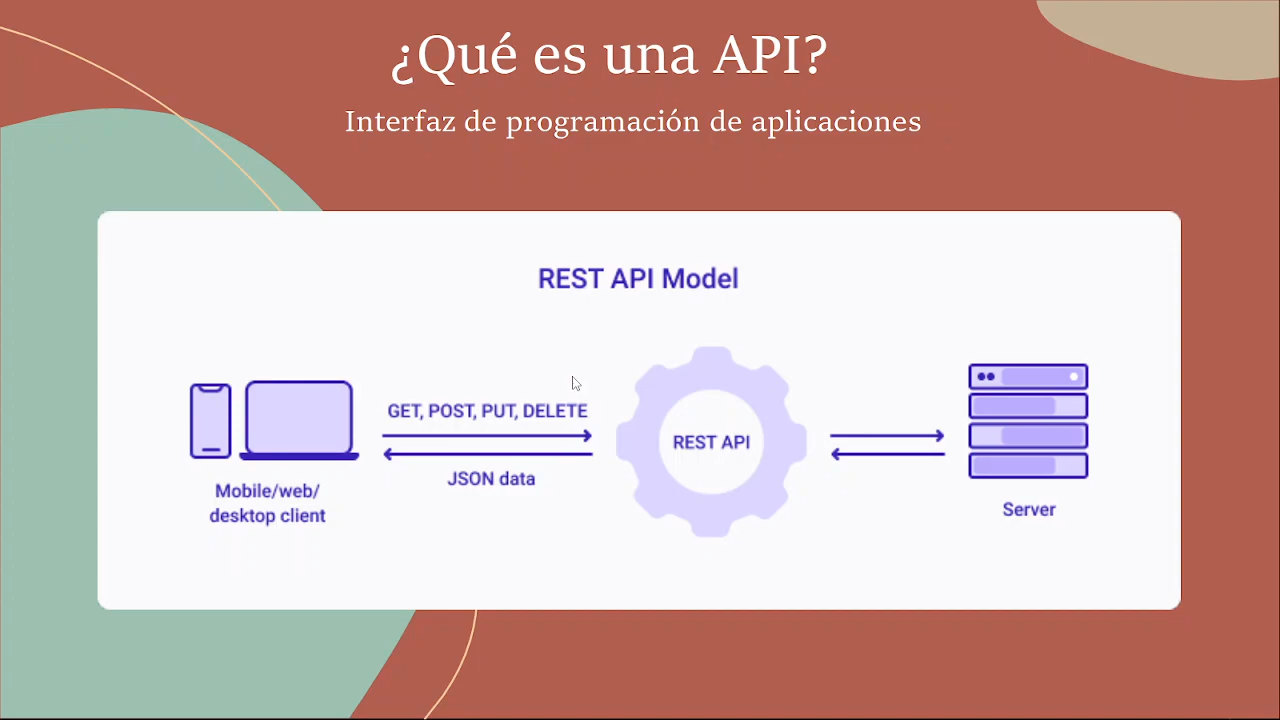 ¿Qué es una API?
Interfaz de programación de aplicaciones
REST API Model
GET, POST, PUT, DELETE
REST API
JSON data
Mobile/web/
desktop client
Server